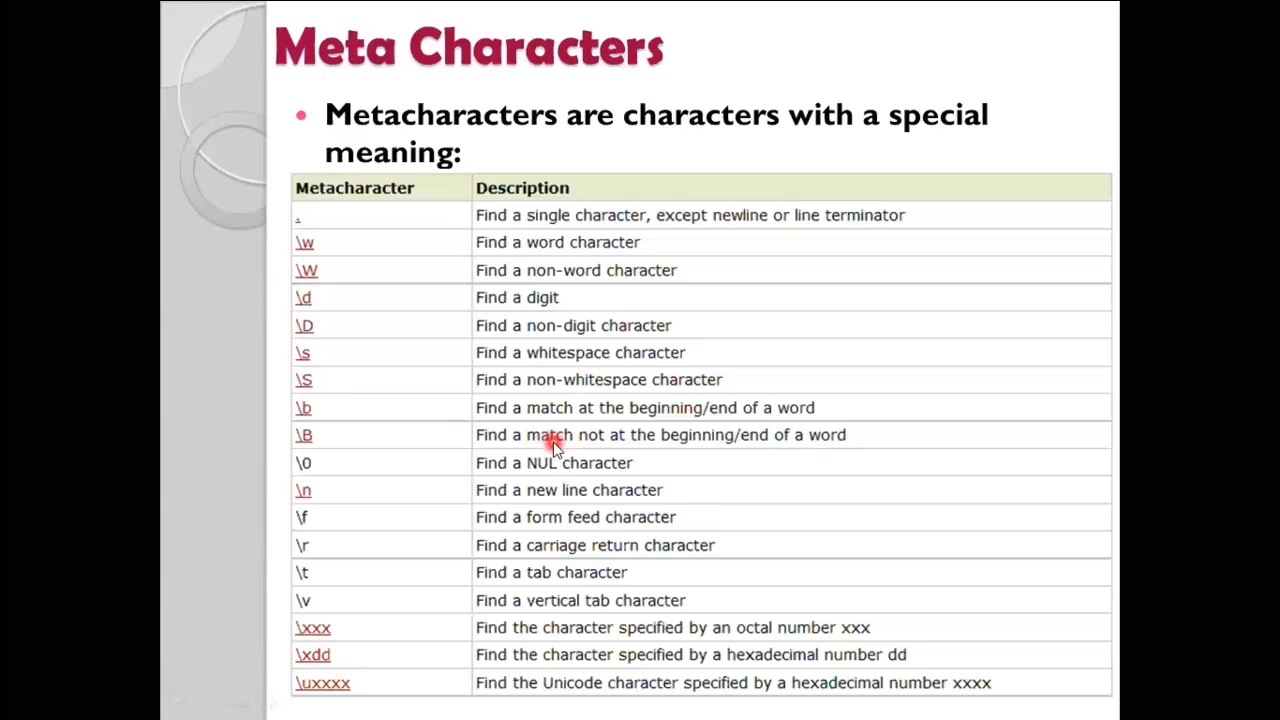 Meta Characters
• Metacharacters are characters with a special
meaning:
Metacharacter Description
. Find a single character, except newline or line terminator
\w Find a word character
\W Find a non-word character
\d Find a digit
\D Find a non-digit character
\s Find a whitespace character
\S Find a non-whitespace character
\b Find a match at the beginning/end of a word
\B Find a match not at the beginning/end of a word
\0 Find a NUL character
\n Find a new line character
\f Find a form feed character
\r Find a carriage return character
\t Find a tab character
\v Find a vertical tab character
\xxx Find the character specified by an octal number xxx
\xdd Find the character specified by a hexadecimal number dd
\uxxxx Find the Unicode character specified by a hexadecimal number xxxx